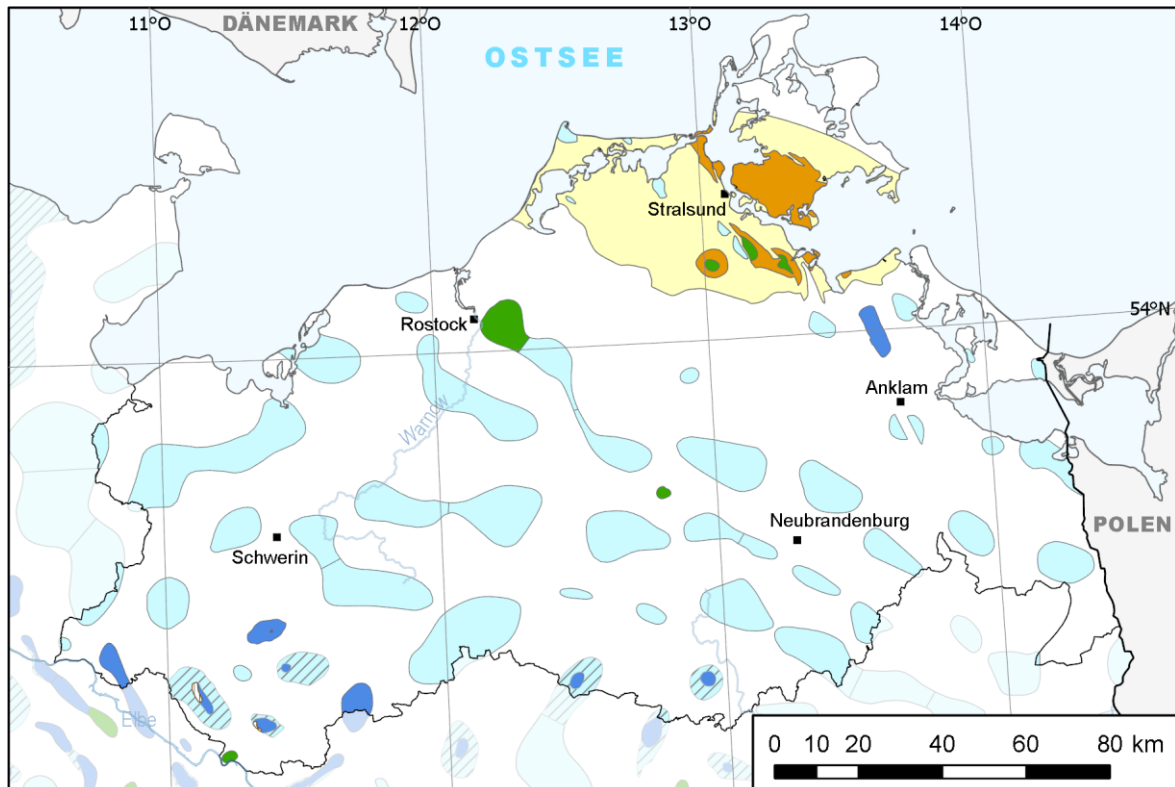 11°O
DÄNEMARK
12°O
13°O
14°O
OSTSEE
Stralsund
54°N
Rostock
Anklam
Warnow
Neubrandenburg
POLEN
Schwerin
Elbe
0 10 20 40 60 80 km